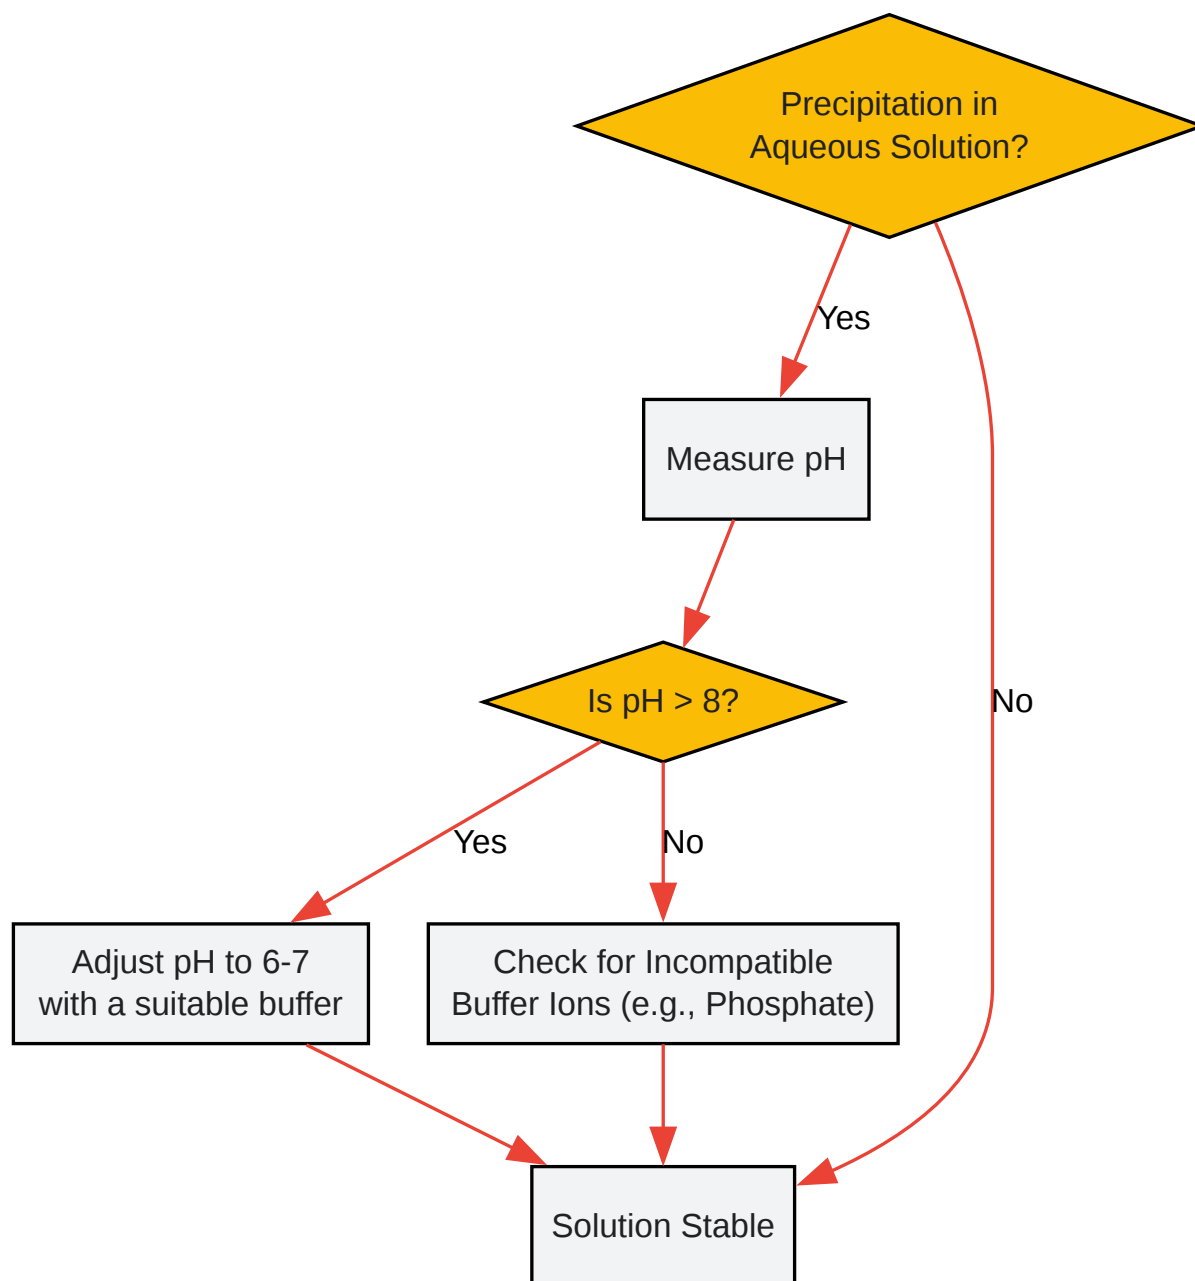 Precipitation in
Aqueous Solution?
Yes
Measure pH
Is pH > 8?
No
Yes
No
Adjust pH to 6-7
with a suitable buffer
Check for Incompatible
Buffer Ions (e.g., Phosphate)
Solution Stable